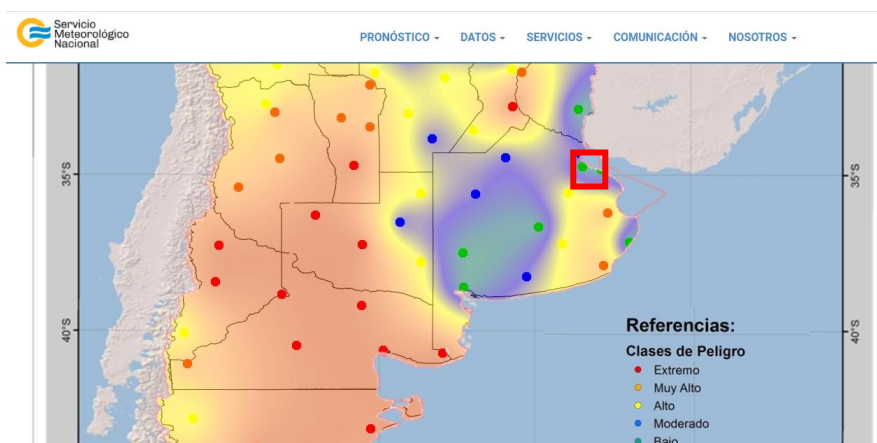 Servicio
Meteorológico
Nacional
PRONÓSTICO
DATOS
SERVICIOS
COMUNICACIÓN
NOSOTROS
35°S
35°S
40°S
40°S
Referencias:
Clases de Peligro
Extremo
Muy Alto
Alto
Moderado
Bajo